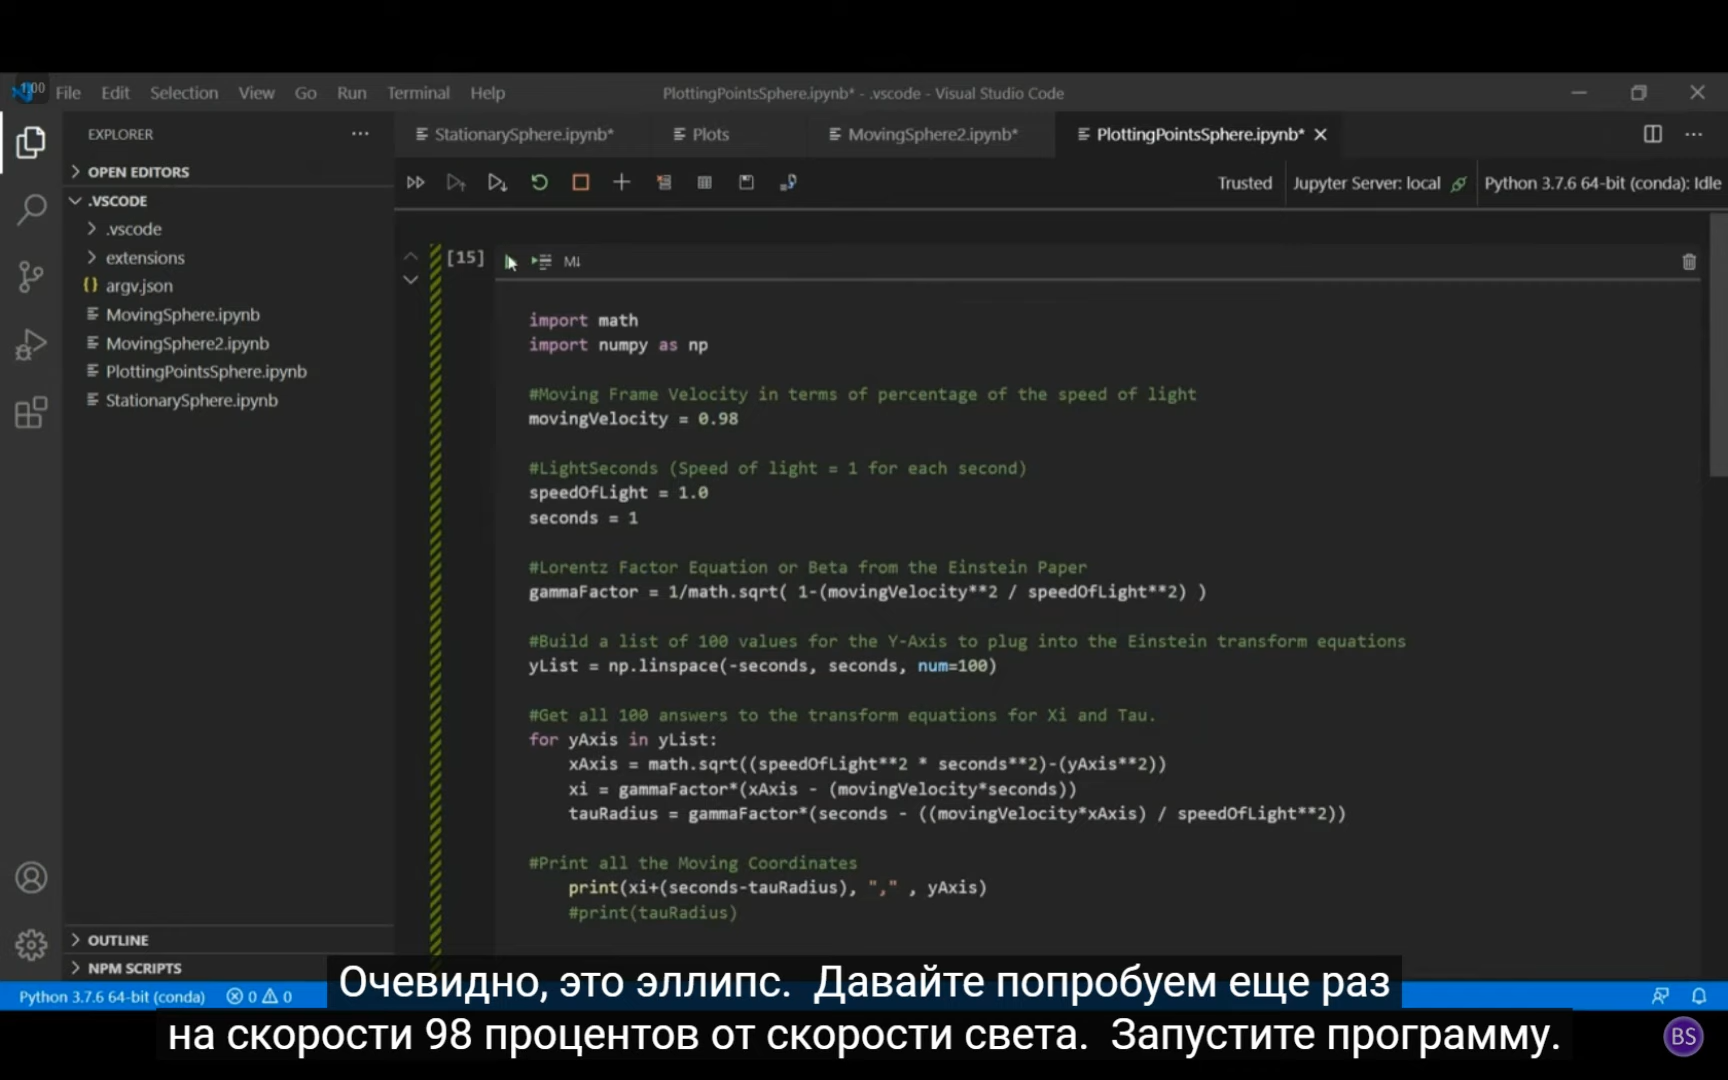 1.00 File Edit Selection View Go Run Terminal Help PlottingPointsSphere.ipynb* - .vscode - Visual Studio Code
EXPLORER
StationarySphere.ipynb* Plots MovingSphere2.ipynb* PlottingPointsSphere.ipynb*
OPEN EDITORS
.VSCODE
.vscode
extensions
{} argv.json
MovingSphere.ipynb
MovingSphere2.ipynb
PlottingPointsSphere.ipynb
StationarySphere.ipynb
OUTLINE
NPM SCRIPTS
Trusted Jupyter Server: local Python 3.7.6 64-bit (conda): Idle
[15] M↓
import math
import numpy as np
#Moving Frame Velocity in terms of percentage of the speed of light
movingVelocity = 0.98
#LightSeconds (Speed of light = 1 for each second)
speedOfLight = 1.0
seconds = 1
#Lorentz Factor Equation or Beta from the Einstein Paper
gammaFactor = 1/math.sqrt( 1-(movingVelocity**2 / speedOfLight**2) )
#Build a list of 100 values for the Y-Axis to plug into the Einstein transform equations
yList = np.linspace(-seconds, seconds, num=100)
#Get all 100 answers to the transform equations for Xi and Tau.
for yAxis in yList:
xAxis = math.sqrt((speedOfLight**2 * seconds**2)-(yAxis**2))
xi = gammaFactor*(xAxis - (movingVelocity*seconds))
tauRadius = gammaFactor*(seconds - ((movingVelocity*xAxis) / speedOfLight**2))
#Print all the Moving Coordinates
print(xi+(seconds-tauRadius), "," , yAxis)
#print(tauRadius)
Python 3.7.6 64-bit (conda) 0 0
Очевидно, это эллипс. Давайте попробуем еще раз
на скорости 98 процентов от скорости света. Запустите программу.
BS